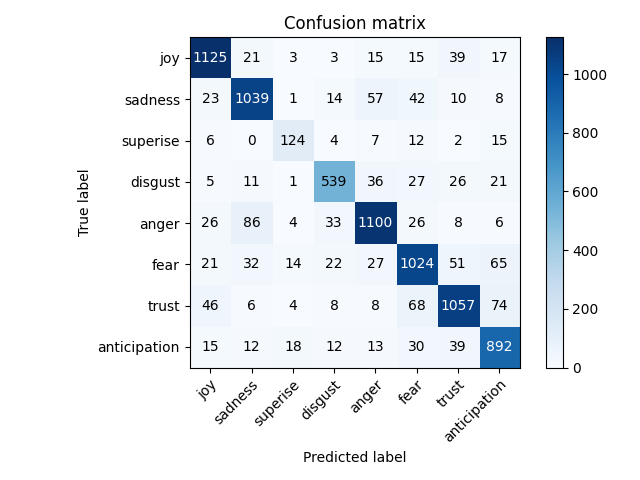 Confusion matrix
joy 1125 21 3 3 15 15 39 17
sadness 23 1039 1 14 57 42 10 8
superise 6 0 124 4 7 12 2 15
disgust 5 11 1 539 36 27 26 21
anger 26 86 4 33 1100 26 8 6
fear 21 32 14 22 27 1024 51 65
trust 46 6 4 8 8 68 1057 74
anticipation 15 12 18 12 13 30 39 892
joy sadness superise disgust anger fear trust anticipation
True label
Predicted label
1000
800
600
400
200
0